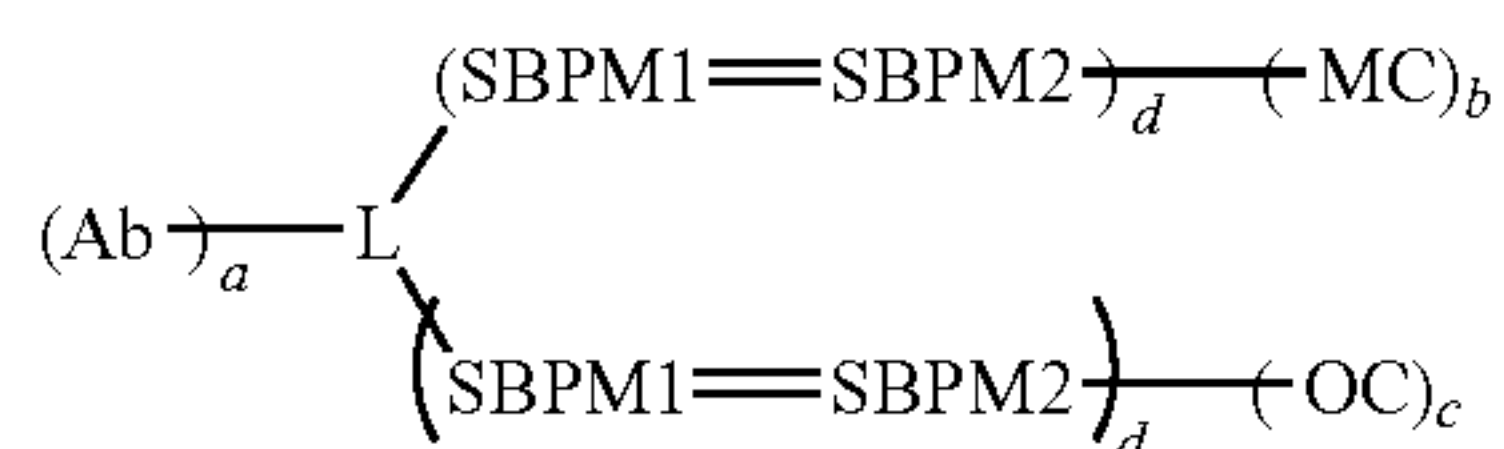 (SBPM1═SBPM2)d—(MC)b
(Ab)a—L
(SBPM1═SBPM2)d—(OC)c